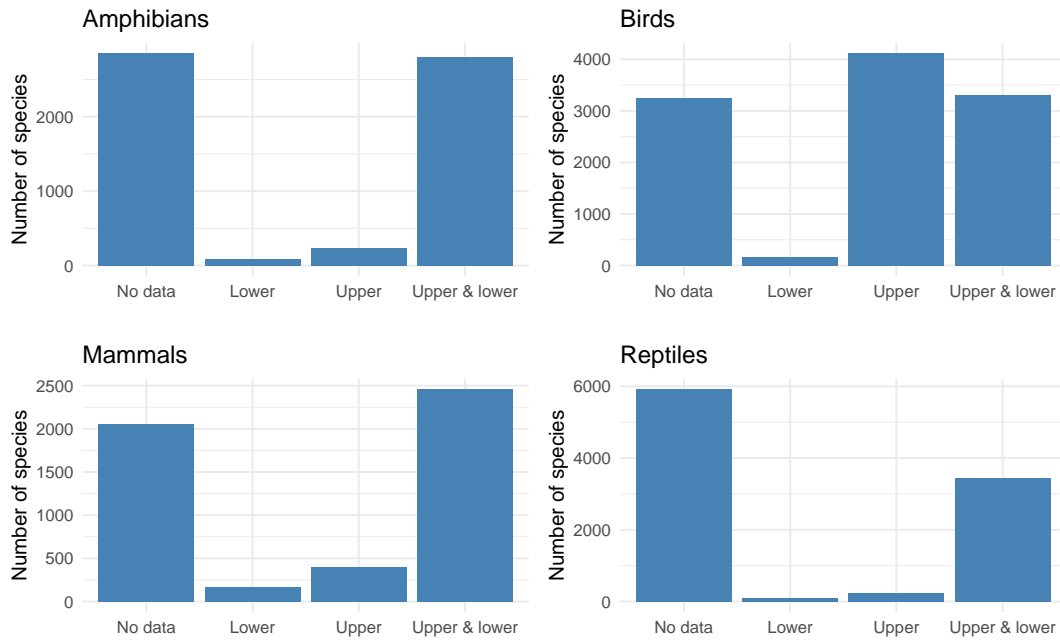 Amphibians
Number of species
2000
1000
0
No data Lower Upper Upper & lower
Birds
Number of species
4000
3000
2000
1000
0
No data Lower Upper Upper & lower
Mammals
Number of species
2500
2000
1500
1000
500
0
No data Lower Upper Upper & lower
Reptiles
Number of species
6000
4000
2000
0
No data Lower Upper Upper & lower